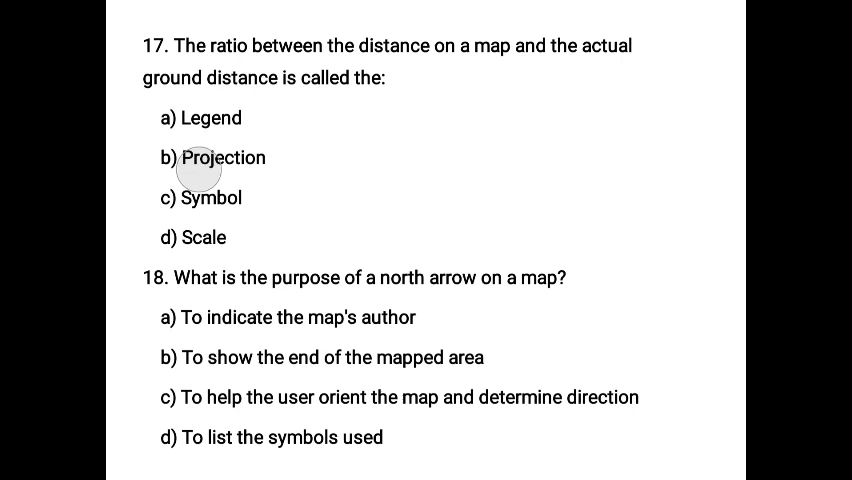 17. The ratio between the distance on a map and the actual
ground distance is called the:
a) Legend
b) Projection
c) Symbol
d) Scale
18. What is the purpose of a north arrow on a map?
a) To indicate the map's author
b) To show the end of the mapped area
c) To help the user orient the map and determine direction
d) To list the symbols used